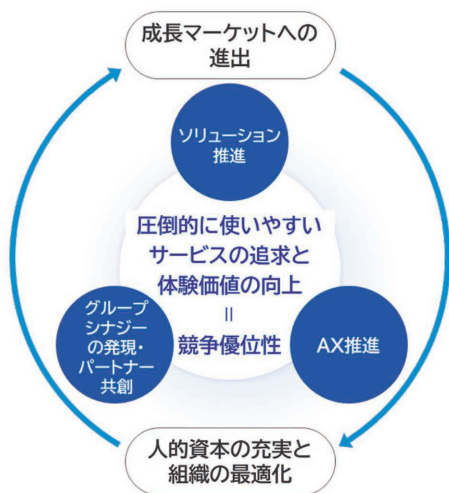 成長マーケットへの
進出
ソリューション
推進
圧倒的に使いやすい
サービスの追求と
体験価値の向上
＝
競争優位性
グループ
シナジー
の発現・
パートナー
共創
AX推進
人的資本の充実と
組織の最適化